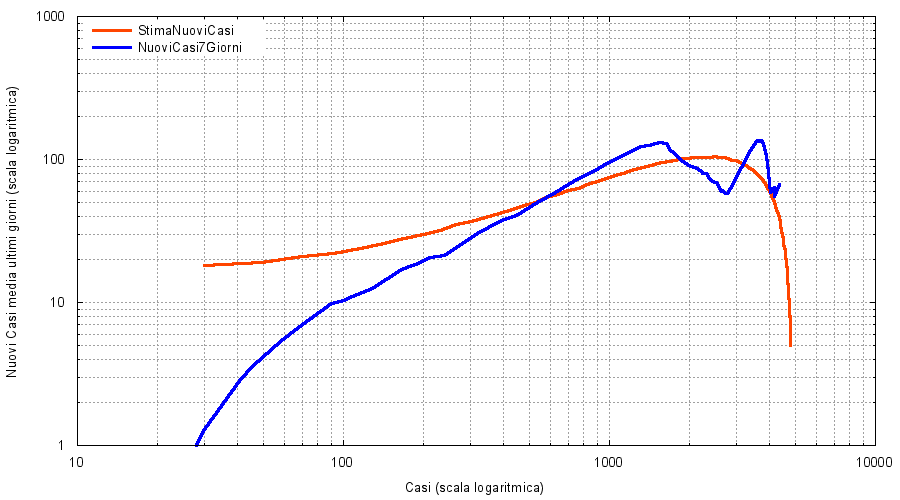 1000
StimaNuoviCasi
NuoviCasi7Giorni
100
10
1
Nuovi Casi media ultimi giorni (scala logaritmica)
10 100 1000 10000
Casi (scala logaritmica)